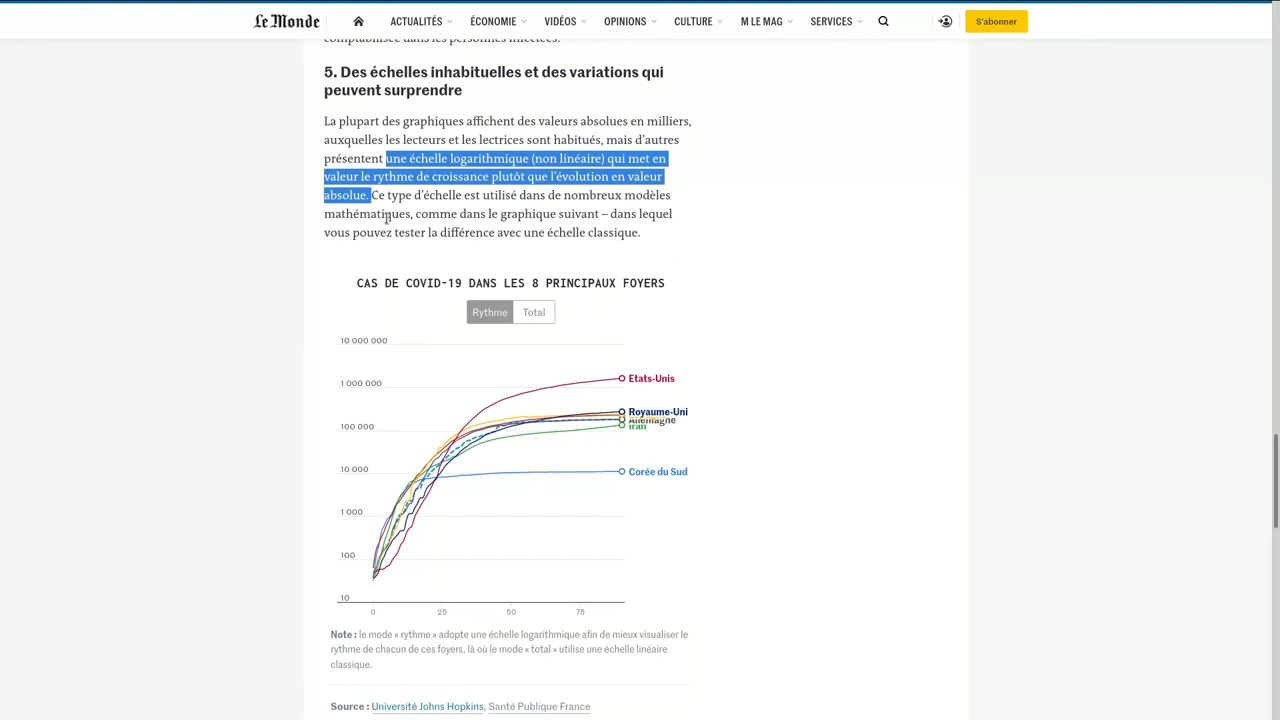 Le Monde
ACTUALITÉS ÉCONOMIE VIDÉOS OPINIONS CULTURE M LE MAG SERVICES S'abonner
comptabilisée dans les personnes infectées.
5. Des échelles inhabituelles et des variations qui
peuvent surprendre
La plupart des graphiques affichent des valeurs absolues en milliers,
auxquelles les lecteurs et les lectrices sont habitués, mais d'autres
présentent une échelle logarithmique (non linéaire) qui met en
valeur le rythme de croissance plutôt que l'évolution en valeur
absolue. Ce type d'échelle est utilisé dans de nombreux modèles
mathématiques, comme dans le graphique suivant – dans lequel
vous pouvez tester la différence avec une échelle classique.
CAS DE COVID-19 DANS LES 8 PRINCIPAUX FOYERS
Rythme Total
10 000 000
Etats-Unis
1 000 000
Royaume-Uni
Allemagne
Iran
100 000
Corée du Sud
10 000
1 000
100
10
0 25 50 75
Note : le mode « rythme » adopte une échelle logarithmique afin de mieux visualiser le
rythme de chacun de ces foyers, là où le mode « total » utilise une échelle linéaire
classique.
Source : Université Johns Hopkins, Santé Publique France